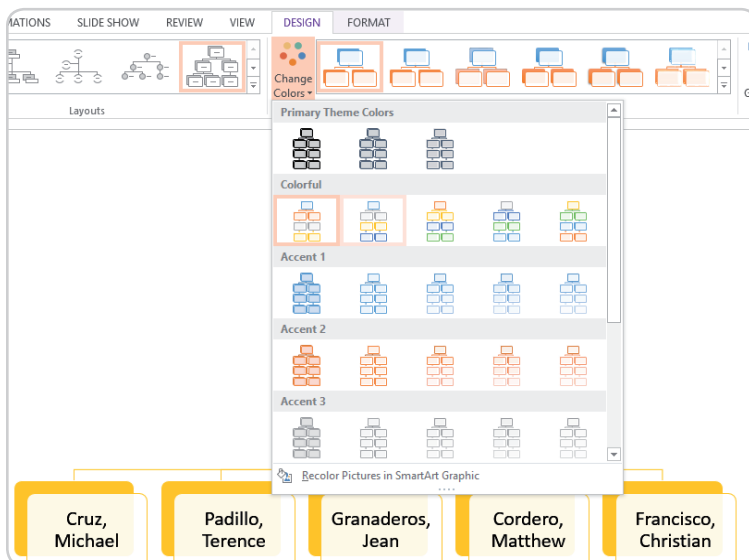 MATIONS SLIDE SHOW REVIEW VIEW DESIGN FORMAT
Change
Colors
Layouts
G
Primary Theme Colors
Colorful
Accent 1
Accent 2
Accent 3
Recolor Pictures in SmartArt Graphic
Cruz,
Michael
Padillo,
Terence
Granaderos,
Jean
Cordero,
Matthew
Francisco,
Christian